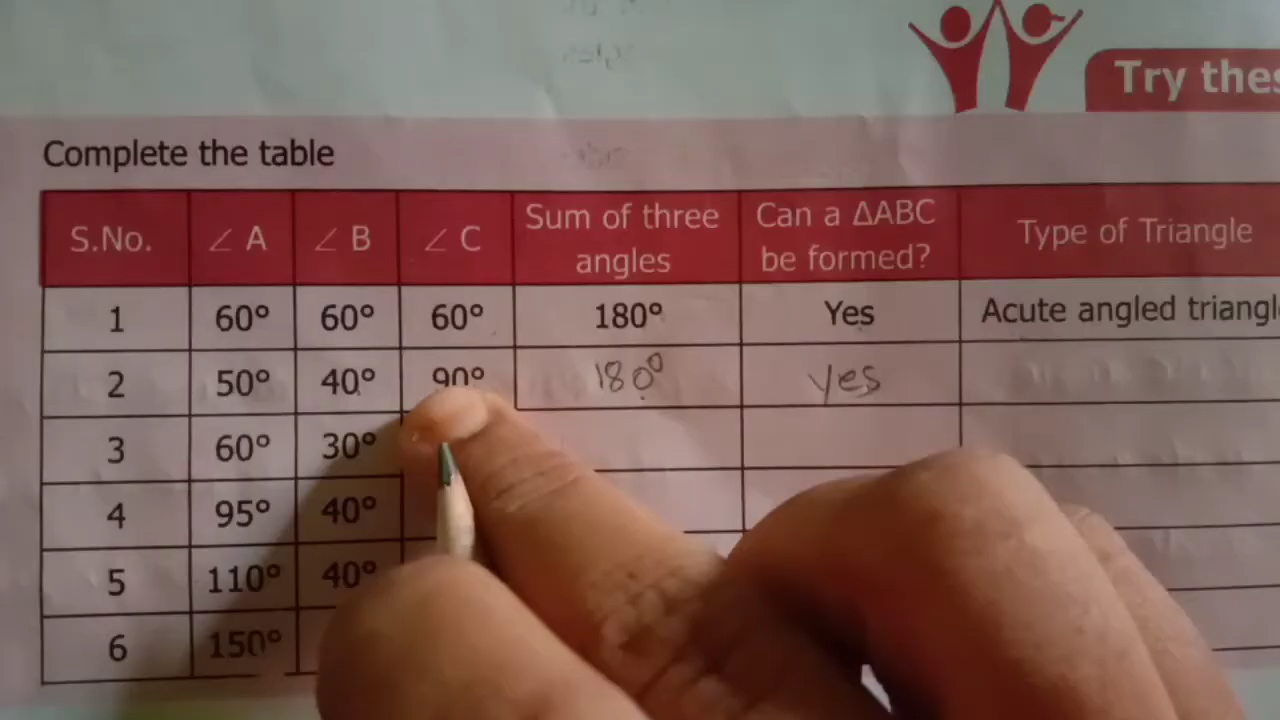 Try thes
Complete the table
S.No. ∠ A ∠ B ∠ C Sum of three angles Can a ΔABC be formed? Type of Triangle
1 60° 60° 60° 180° Yes Acute angled triangl
2 50° 40° 90° 180° yes
3 60° 30°
4 95° 40°
5 110° 40°
6 150°